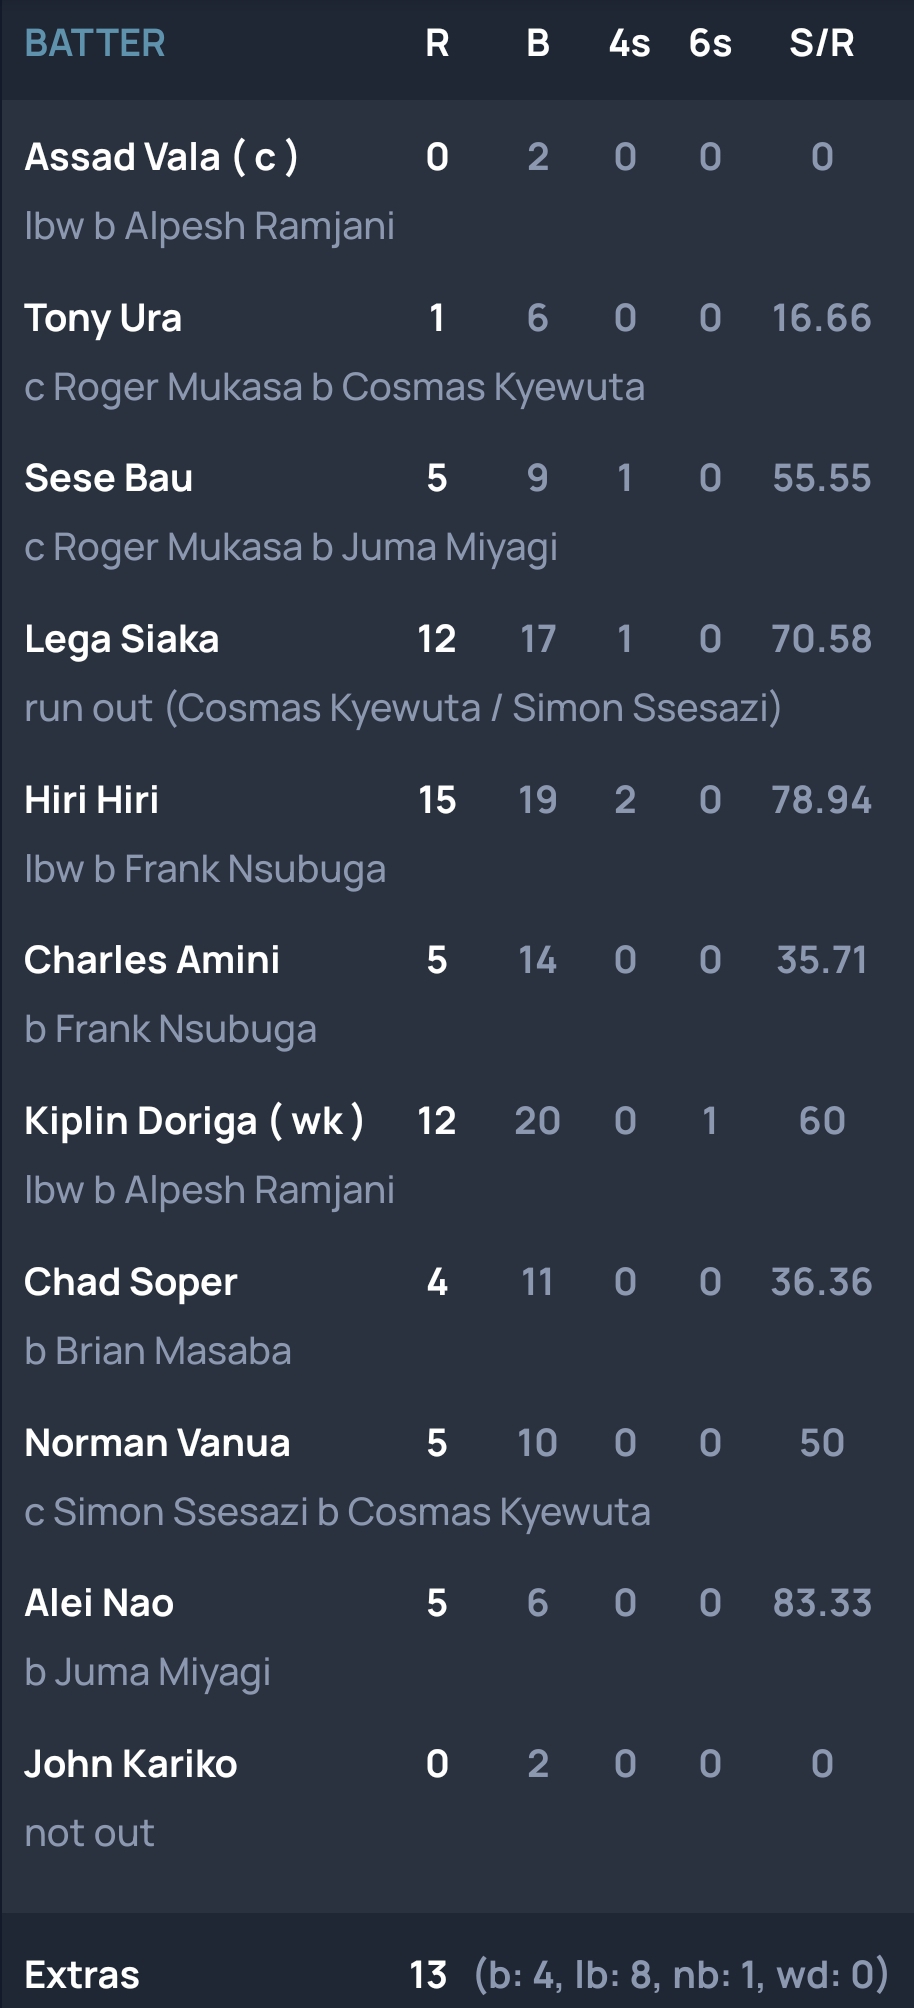 BATTER R B 4s 6s S/R
Assad Vala ( c ) 0 2 0 0 0
lbw b Alpesh Ramjani
Tony Ura 1 6 0 0 16.66
c Roger Mukasa b Cosmas Kyewuta
Sese Bau 5 9 1 0 55.55
c Roger Mukasa b Juma Miyagi
Lega Siaka 12 17 1 0 70.58
run out (Cosmas Kyewuta / Simon Ssesazi)
Hiri Hiri 15 19 2 0 78.94
lbw b Frank Nsubuga
Charles Amini 5 14 0 0 35.71
b Frank Nsubuga
Kiplin Doriga ( wk ) 12 20 0 1 60
lbw b Alpesh Ramjani
Chad Soper 4 11 0 0 36.36
b Brian Masaba
Norman Vanua 5 10 0 0 50
c Simon Ssesazi b Cosmas Kyewuta
Alei Nao 5 6 0 0 83.33
b Juma Miyagi
John Kariko 0 2 0 0 0
not out
Extras 13 (b: 4, lb: 8, nb: 1, wd: 0)